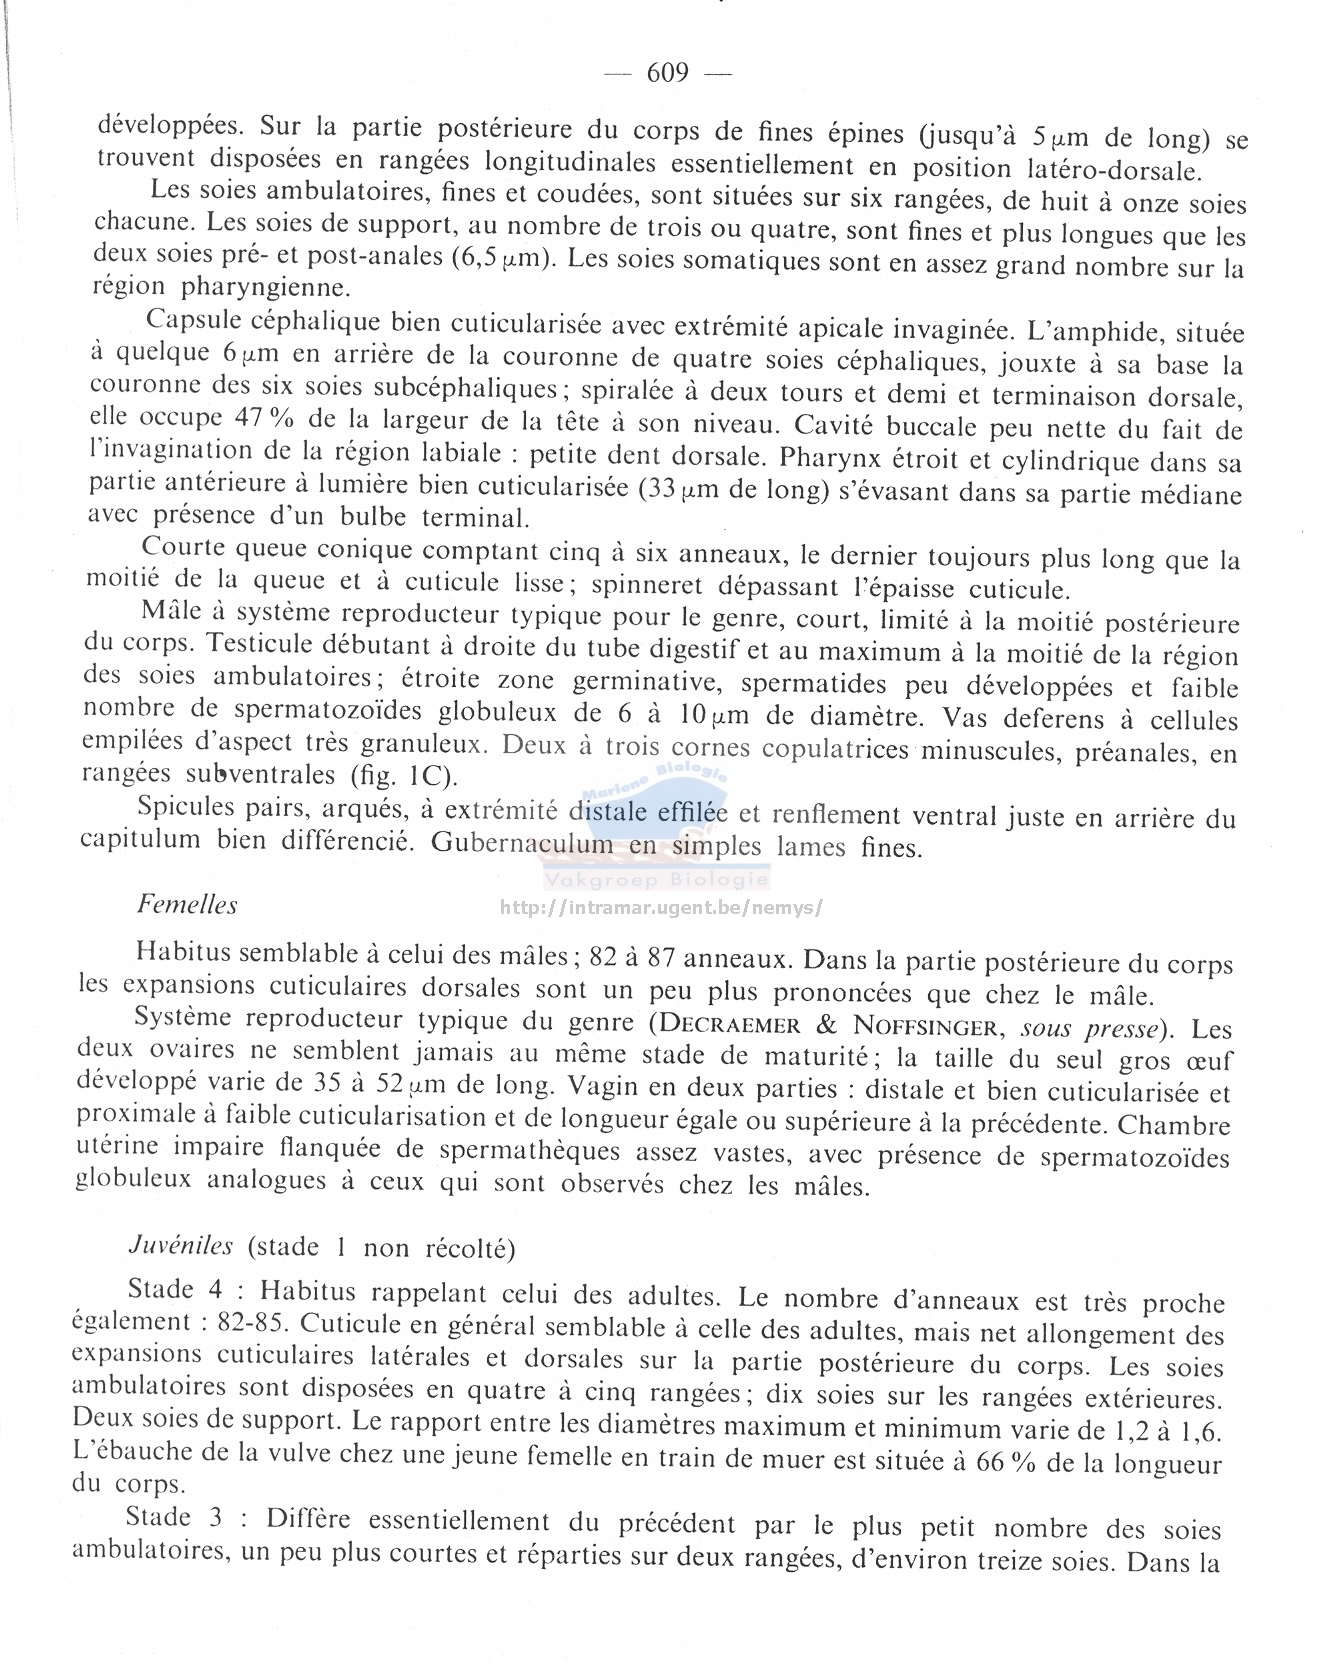 — 609 —
développées. Sur la partie postérieure du corps de fines épines (jusqu'à 5 µm de long) se
trouvent disposées en rangées longitudinales essentiellement en position latéro-dorsale.
Les soies ambulatoires, fines et coudées, sont situées sur six rangées, de huit à onze soies
chacune. Les soies de support, au nombre de trois ou quatre, sont fines et plus longues que les
deux soies pré- et post-anales (6,5 µm). Les soies somatiques sont en assez grand nombre sur la
région pharyngienne.
Capsule céphalique bien cuticularisée avec extrémité apicale invaginée. L'amphide, située
à quelque 6 µm en arrière de la couronne de quatre soies céphaliques, jouxte à sa base la
couronne des six soies subcéphaliques ; spiralée à deux tours et demi et terminaison dorsale,
elle occupe 47 % de la largeur de la tête à son niveau. Cavité buccale peu nette du fait de
l'invagination de la région labiale : petite dent dorsale. Pharynx étroit et cylindrique dans sa
partie antérieure à lumière bien cuticularisée (33 µm de long) s'évasant dans sa partie médiane
avec présence d'un bulbe terminal.
Courte queue conique comptant cinq à six anneaux, le dernier toujours plus long que la
moitié de la queue et à cuticule lisse ; spinneret dépassant l'épaisse cuticule.
Mâle à système reproducteur typique pour le genre, court, limité à la moitié postérieure
du corps. Testicule débutant à droite du tube digestif et au maximum à la moitié de la région
des soies ambulatoires ; étroite zone germinative, spermatides peu développées et faible
nombre de spermatozoïdes globuleux de 6 à 10 µm de diamètre. Vas deferens à cellules
empilées d'aspect très granuleux. Deux à trois cornes copulatrices minuscules, préanales, en
rangées subventrales (fig. 1C).
Spicules pairs, arqués, à extrémité distale effilée et renflement ventral juste en arrière du
capitulum bien différencié. Gubernaculum en simples lames fines.
Mariene Biologie
Vakgroep Biologie
http://intramar.ugent.be/nemys/
Femelles
Habitus semblable à celui des mâles ; 82 à 87 anneaux. Dans la partie postérieure du corps
les expansions cuticulaires dorsales sont un peu plus prononcées que chez le mâle.
Système reproducteur typique du genre (DECRAEMER & NOFFSINGER, sous presse). Les
deux ovaires ne semblent jamais au même stade de maturité ; la taille du seul gros œuf
développé varie de 35 à 52 µm de long. Vagin en deux parties : distale et bien cuticularisée et
proximale à faible cuticularisation et de longueur égale ou supérieure à la précédente. Chambre
utérine impaire flanquée de spermathèques assez vastes, avec présence de spermatozoïdes
globuleux analogues à ceux qui sont observés chez les mâles.
Juvéniles (stade 1 non récolté)
Stade 4 : Habitus rappelant celui des adultes. Le nombre d'anneaux est très proche
également : 82-85. Cuticule en général semblable à celle des adultes, mais net allongement des
expansions cuticulaires latérales et dorsales sur la partie postérieure du corps. Les soies
ambulatoires sont disposées en quatre à cinq rangées ; dix soies sur les rangées extérieures.
Deux soies de support. Le rapport entre les diamètres maximum et minimum varie de 1,2 à 1,6.
L'ébauche de la vulve chez une jeune femelle en train de muer est située à 66 % de la longueur
du corps.
Stade 3 : Diffère essentiellement du précédent par le plus petit nombre des soies
ambulatoires, un peu plus courtes et réparties sur deux rangées, d'environ treize soies. Dans la